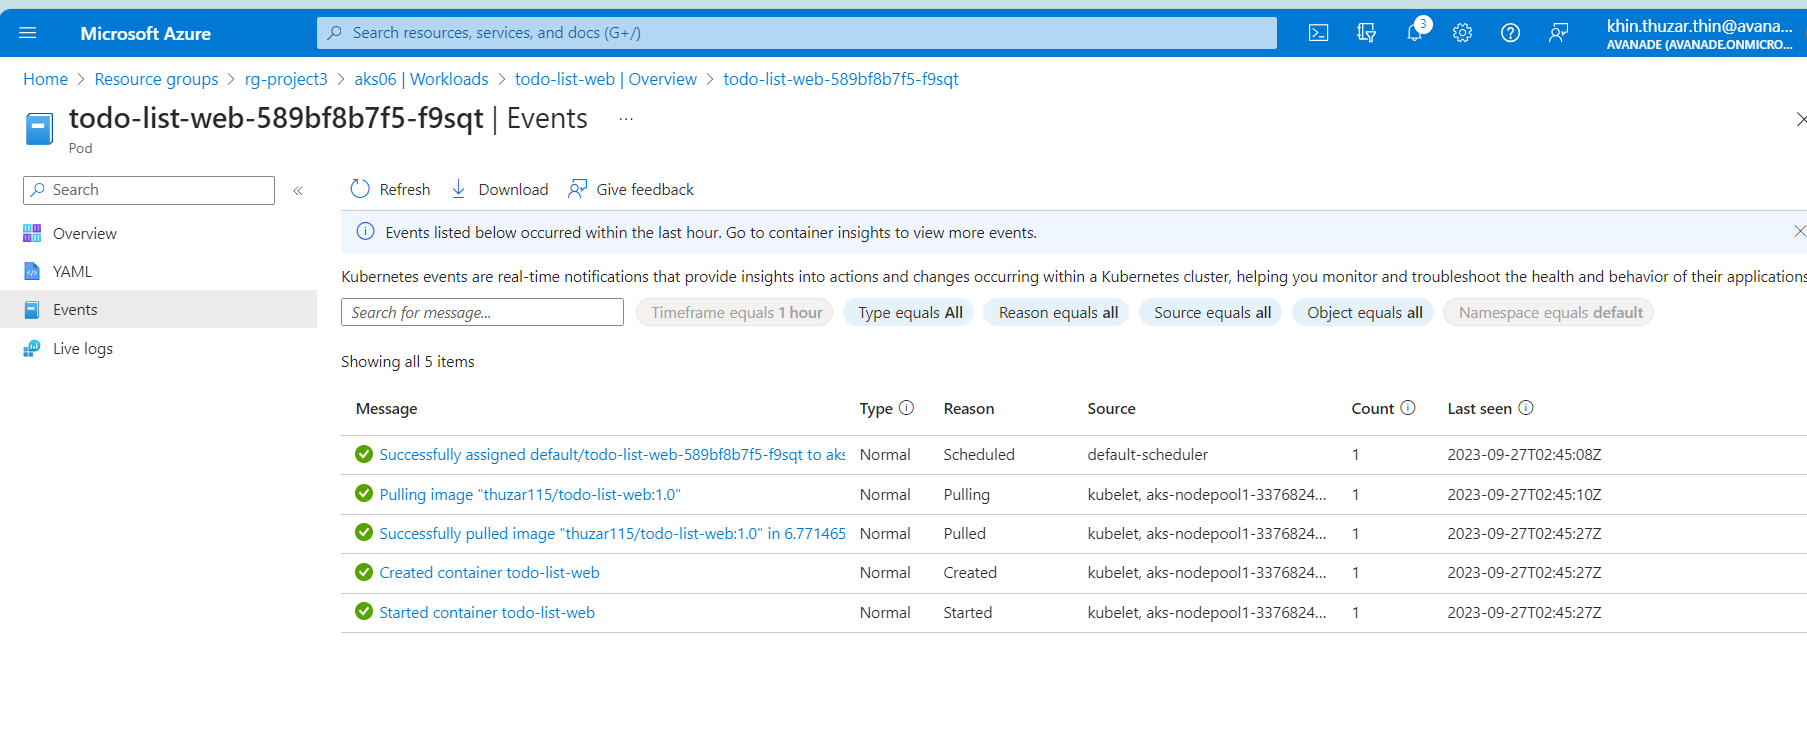 Microsoft Azure
Search resources, services, and docs (G+/)
3
khin.thuzar.thin@avana...
AVANADE (AVANADE.ONMICRO...
Home > Resource groups > rg-project3 > aks06 | Workloads > todo-list-web | Overview > todo-list-web-589bf8b7f5-f9sqt
todo-list-web-589bf8b7f5-f9sqt | Events ...
Pod
Search
«
Overview
YAML
Events
Live logs
Refresh Download Give feedback
Events listed below occurred within the last hour. Go to container insights to view more events.
Kubernetes events are real-time notifications that provide insights into actions and changes occurring within a Kubernetes cluster, helping you monitor and troubleshoot the health and behavior of their applications
Search for message... Timeframe equals 1 hour Type equals All Reason equals all Source equals all Object equals all Namespace equals default
Showing all 5 items
Message Type Reason Source Count Last seen
Successfully assigned default/todo-list-web-589bf8b7f5-f9sqt to aks Normal Scheduled default-scheduler 1 2023-09-27T02:45:08Z
Pulling image "thuzar115/todo-list-web:1.0" Normal Pulling kubelet, aks-nodepool1-3376824... 1 2023-09-27T02:45:10Z
Successfully pulled image "thuzar115/todo-list-web:1.0" in 6.771465 Normal Pulled kubelet, aks-nodepool1-3376824... 1 2023-09-27T02:45:27Z
Created container todo-list-web Normal Created kubelet, aks-nodepool1-3376824... 1 2023-09-27T02:45:27Z
Started container todo-list-web Normal Started kubelet, aks-nodepool1-3376824... 1 2023-09-27T02:45:27Z